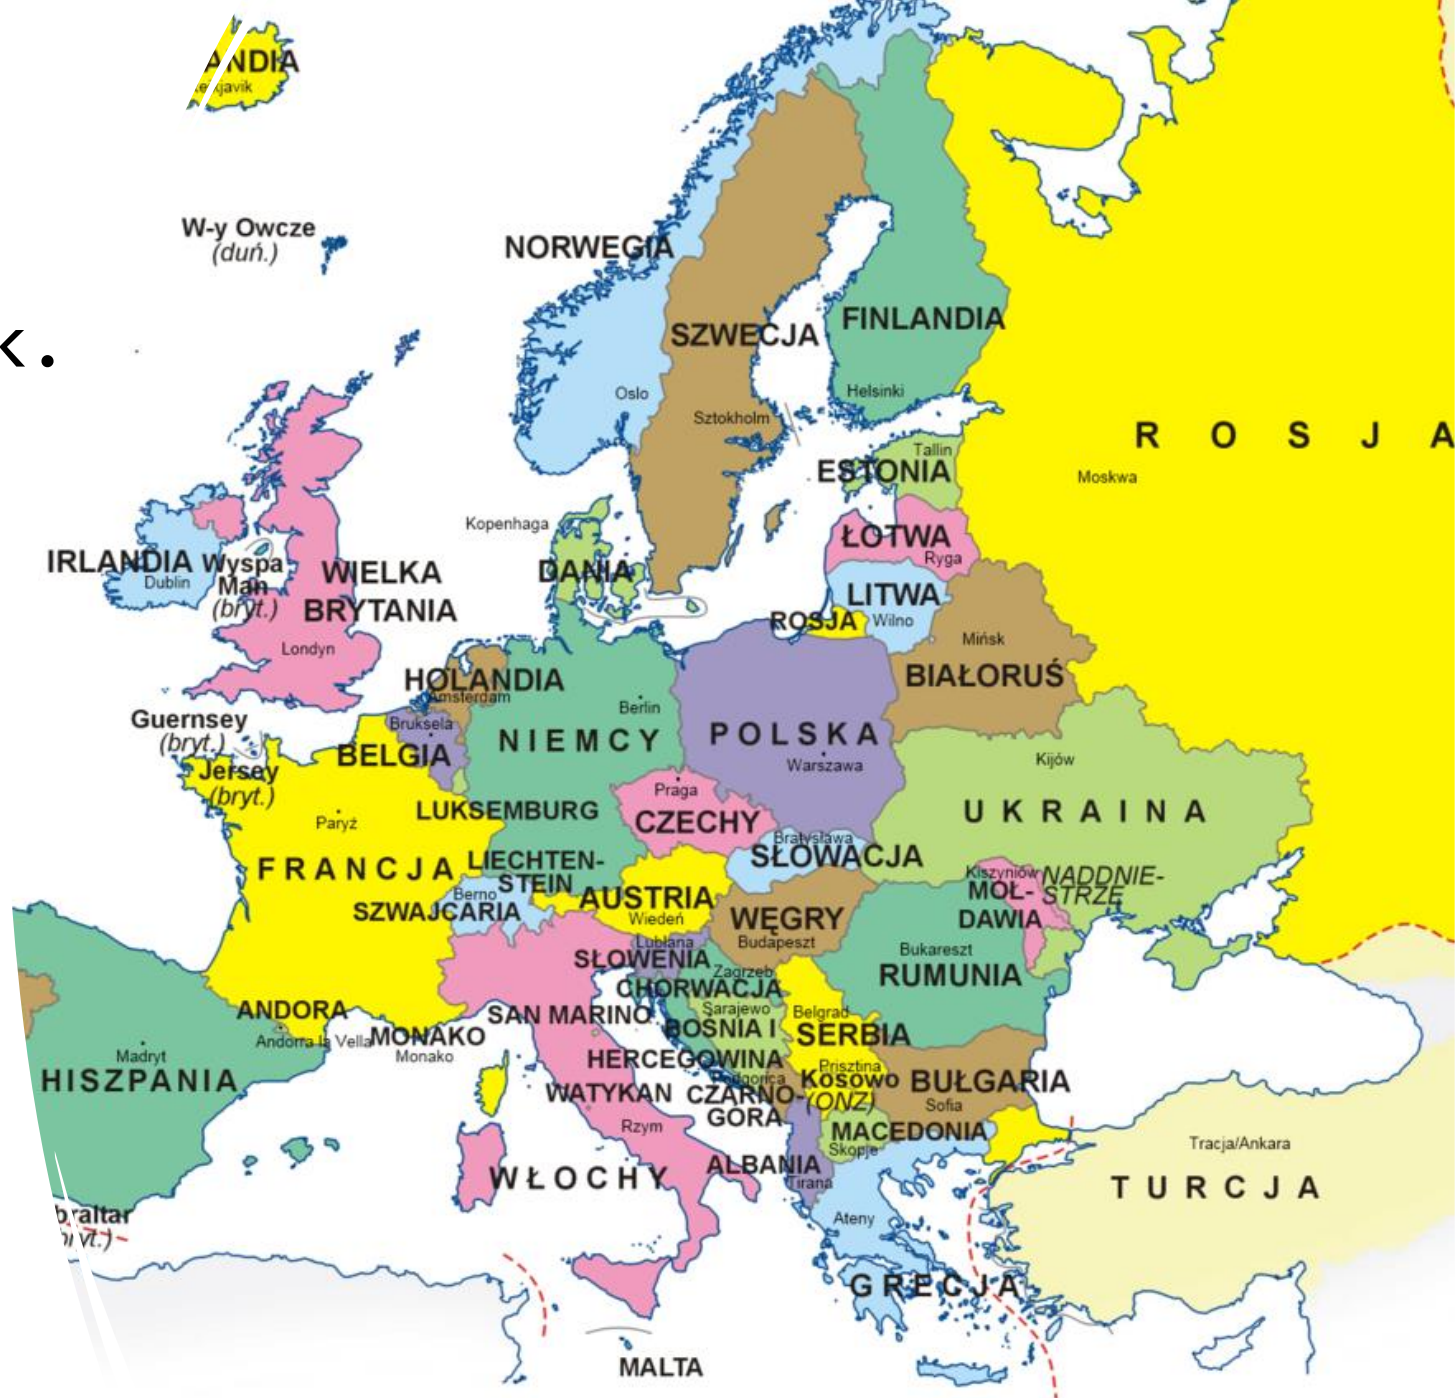 ANDIA
eykjavik
W-y Owcze
(duń.)
NORWEGIA
SZWECJA
FINLANDIA
k.
Oslo
Sztokholm
Helsinki
R O S J A
Moskwa
Tallin
ESTONIA
Kopenhaga
ŁOTWA
Ryga
IRLANDIA
Dublin
Wyspa
Man
(bryt.)
WIELKA
BRYTANIA
Londyn
DANIA
LITWA
Wilno
ROSJA
Mińsk
BIAŁORUŚ
HOLANDIA
Amsterdam
Berlin
NIEMCY
POLSKA
Warszawa
Guernsey
(bryt.)
Bruksela
BELGIA
Jersey
(bryt.)
Kijów
UKRAINA
Praga
CZECHY
LUKSEMBURG
Paryż
FRANCJA
Bratysława
SŁOWACJA
LIECHTEN-
STEIN
Berno
SZWAJCARIA
AUSTRIA
Wiedeń
WĘGRY
Budapeszt
Kiszyniów
MOŁ-
DAWIA
NADDNIE-
STRZE
Bukareszt
RUMUNIA
Lublana
SŁOWENIA
Zagrzeb
CHORWACJA
ANDORA
Andorra la Vella
MONAKO
Monako
SAN MARINO
Sarajewo
BOŚNIA I
HERCEGOWINA
Belgrad
SERBIA
Madryt
HISZPANIA
WATYKAN
Rzym
Podgorica
CZARNO-
GÓRA
Prisztina
Kosowo
(ONZ)
BUŁGARIA
Sofia
MACEDONIA
Skopje
WŁOCHY
ALBANIA
Tirana
Tracja/Ankara
TURCJA
braltar
bryt.)
Ateny
GRECJA
MALTA